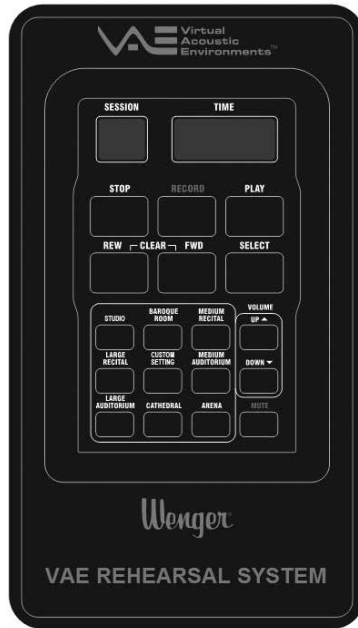 VAE Virtual
Acoustic
Environments™
SESSION TIME
STOP RECORD PLAY
REW CLEAR FWD SELECT
STUDIO BAROQUE ROOM MEDIUM RECITAL VOLUME UP
LARGE RECITAL CUSTOM SETTING MEDIUM AUDITORIUM DOWN
LARGE AUDITORIUM CATHEDRAL ARENA MUTE
Wenger
VAE REHEARSAL SYSTEM